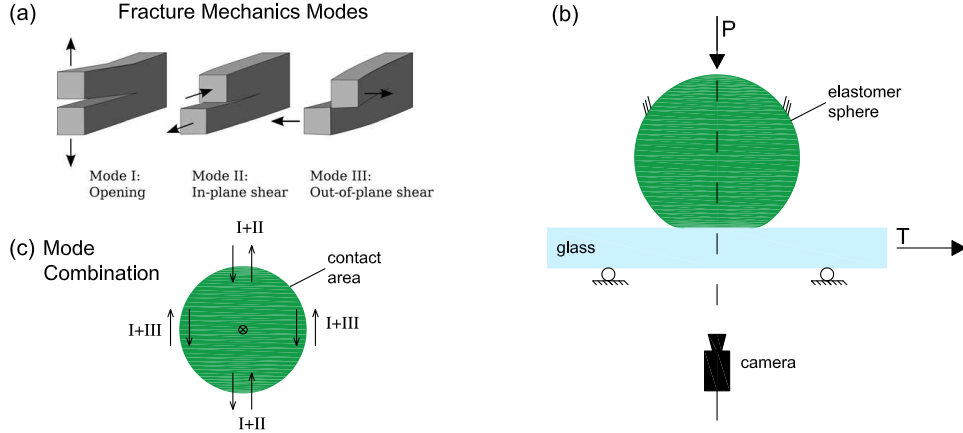 (a)
Fracture Mechanics Modes
Mode I:
Opening
Mode II:
In-plane shear
Mode III:
Out-of-plane shear
(b)
P
elastomer
sphere
glass
T
camera
(c) Mode
Combination
I+II
contact
area
I+III
I+III
I+II